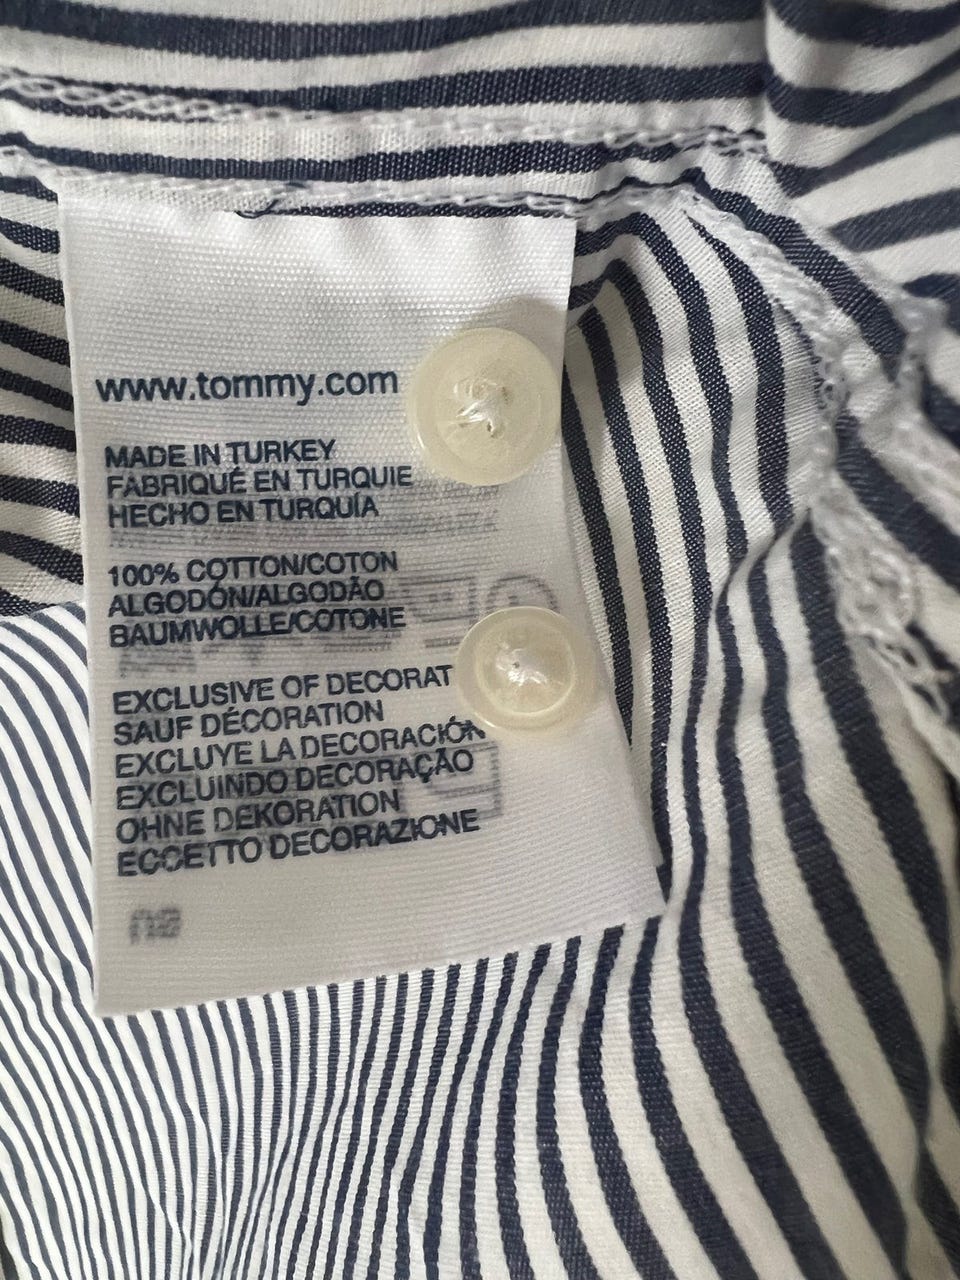 www.tommy.com
MADE IN TURKEY
FABRIQUÉ EN TURQUIE
HECHO EN TURQUÍA
100% COTTON/COTON
ALGODÓN/ALGODÃO
BAUMWOLLE/COTONE
EXCLUSIVE OF DECORAT
SAUF DÉCORATION
EXCLUYE LA DECORACIÓN
EXCLUINDO DECORAÇÃO
OHNE DEKORATION
ECCETTO DECORAZIONE